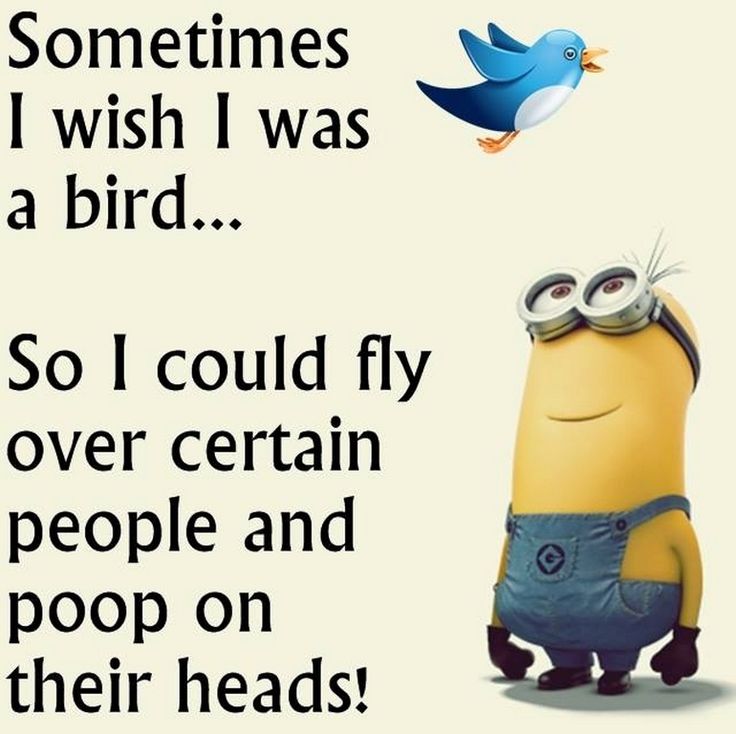 Sometimes
I wish I was
a bird...
So I could fly
over certain
people and
poop on
their heads!